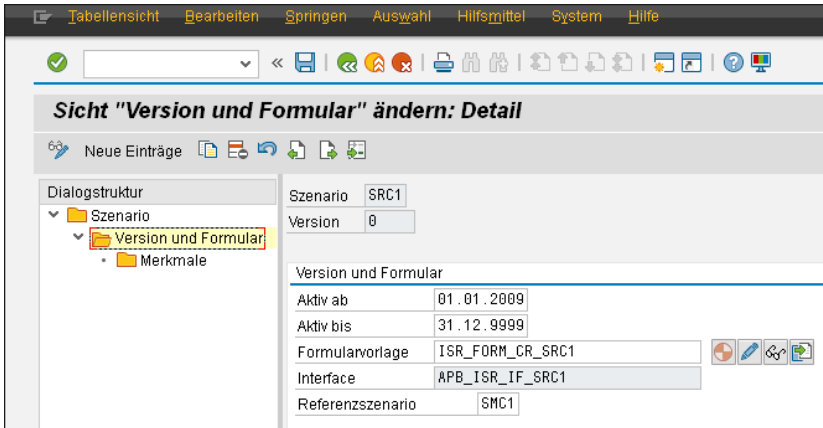 Tabellensicht Bearbeiten Springen Auswahl Hilfsmittel System Hilfe
Sicht "Version und Formular" ändern: Detail
Neue Einträge
Dialogstruktur
Szenario
Version und Formular
Merkmale
Szenario SRC1
Version 0
Version und Formular
Aktiv ab 01.01.2009
Aktiv bis 31.12.9999
Formularvorlage ISR_FORM_CR_SRC1
Interface APB_ISR_IF_SRC1
Referenzszenario SMC1